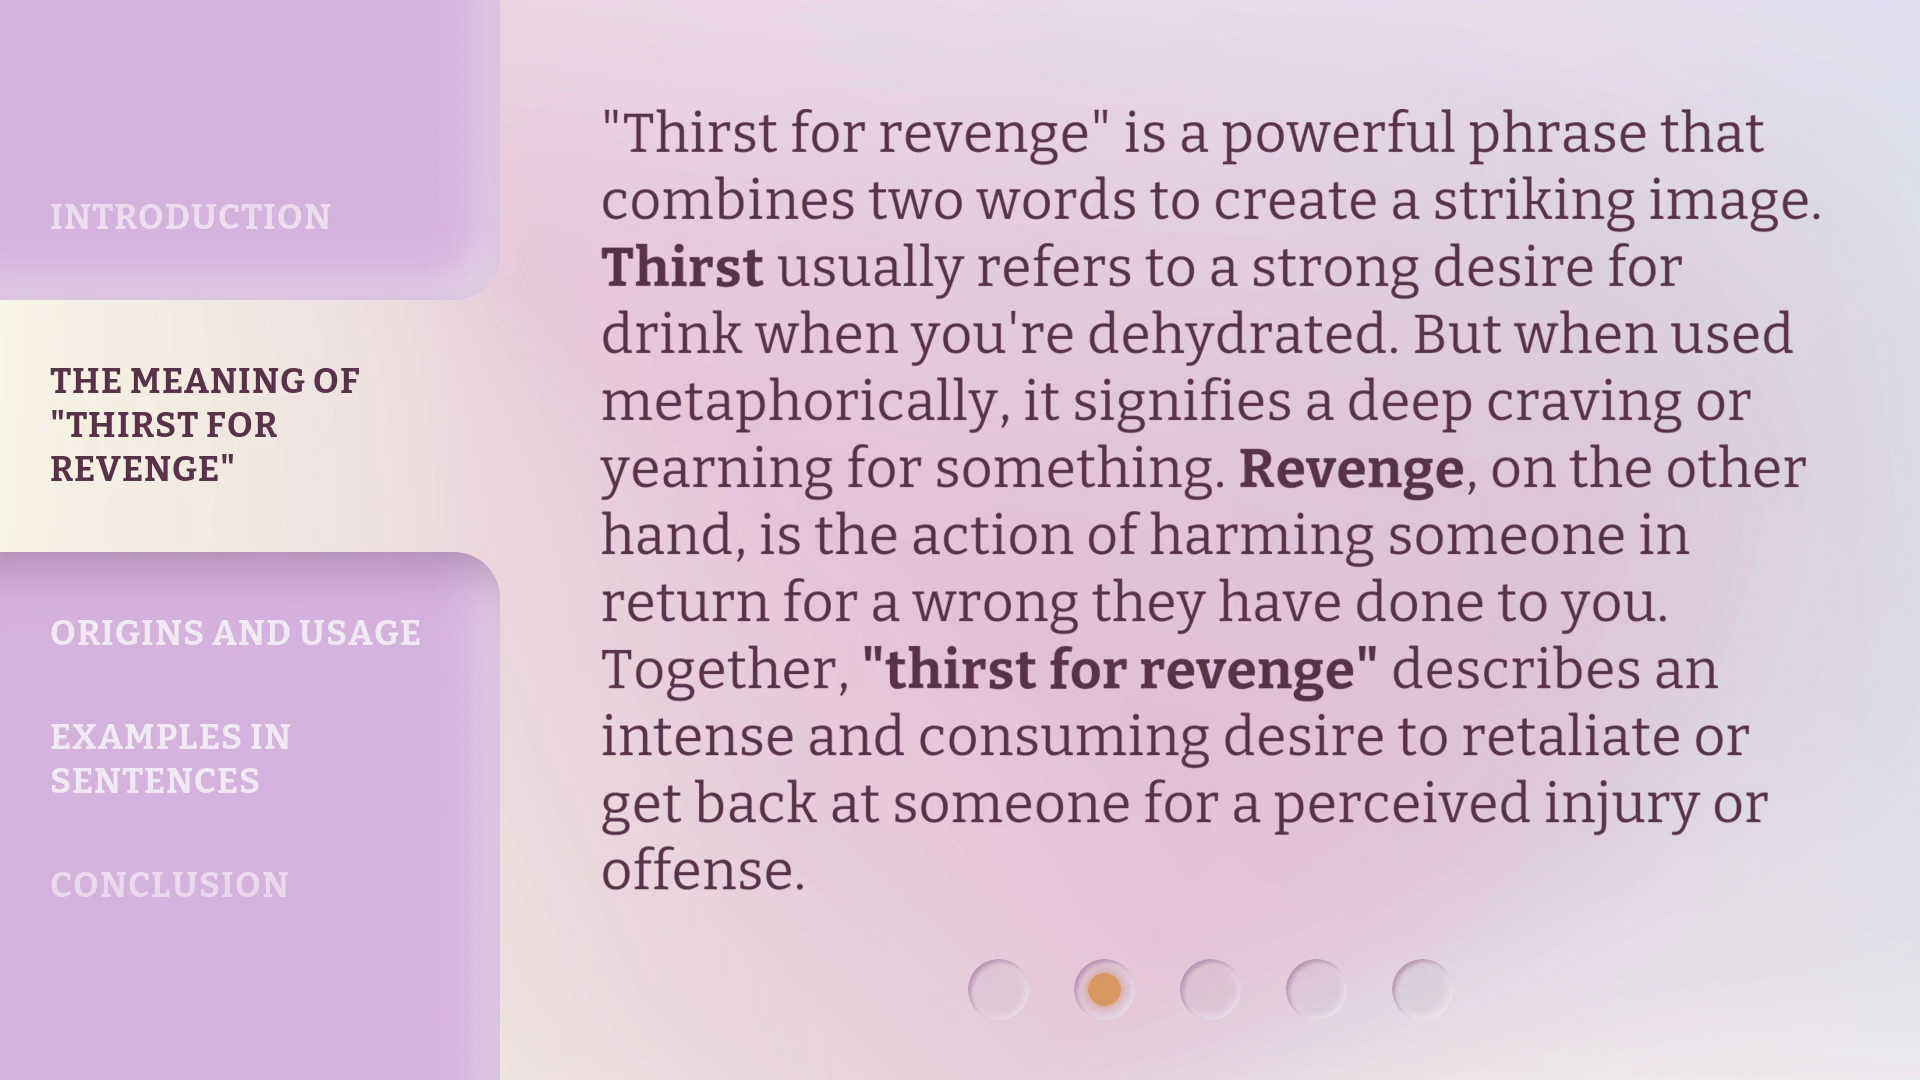 INTRODUCTION
THE MEANING OF
"THIRST FOR
REVENGE"
ORIGINS AND USAGE
EXAMPLES IN
SENTENCES
CONCLUSION
"Thirst for revenge" is a powerful phrase that
combines two words to create a striking image.
Thirst usually refers to a strong desire for
drink when you're dehydrated. But when used
metaphorically, it signifies a deep craving or
yearning for something. Revenge, on the other
hand, is the action of harming someone in
return for a wrong they have done to you.
Together, "thirst for revenge" describes an
intense and consuming desire to retaliate or
get back at someone for a perceived injury or
offense.